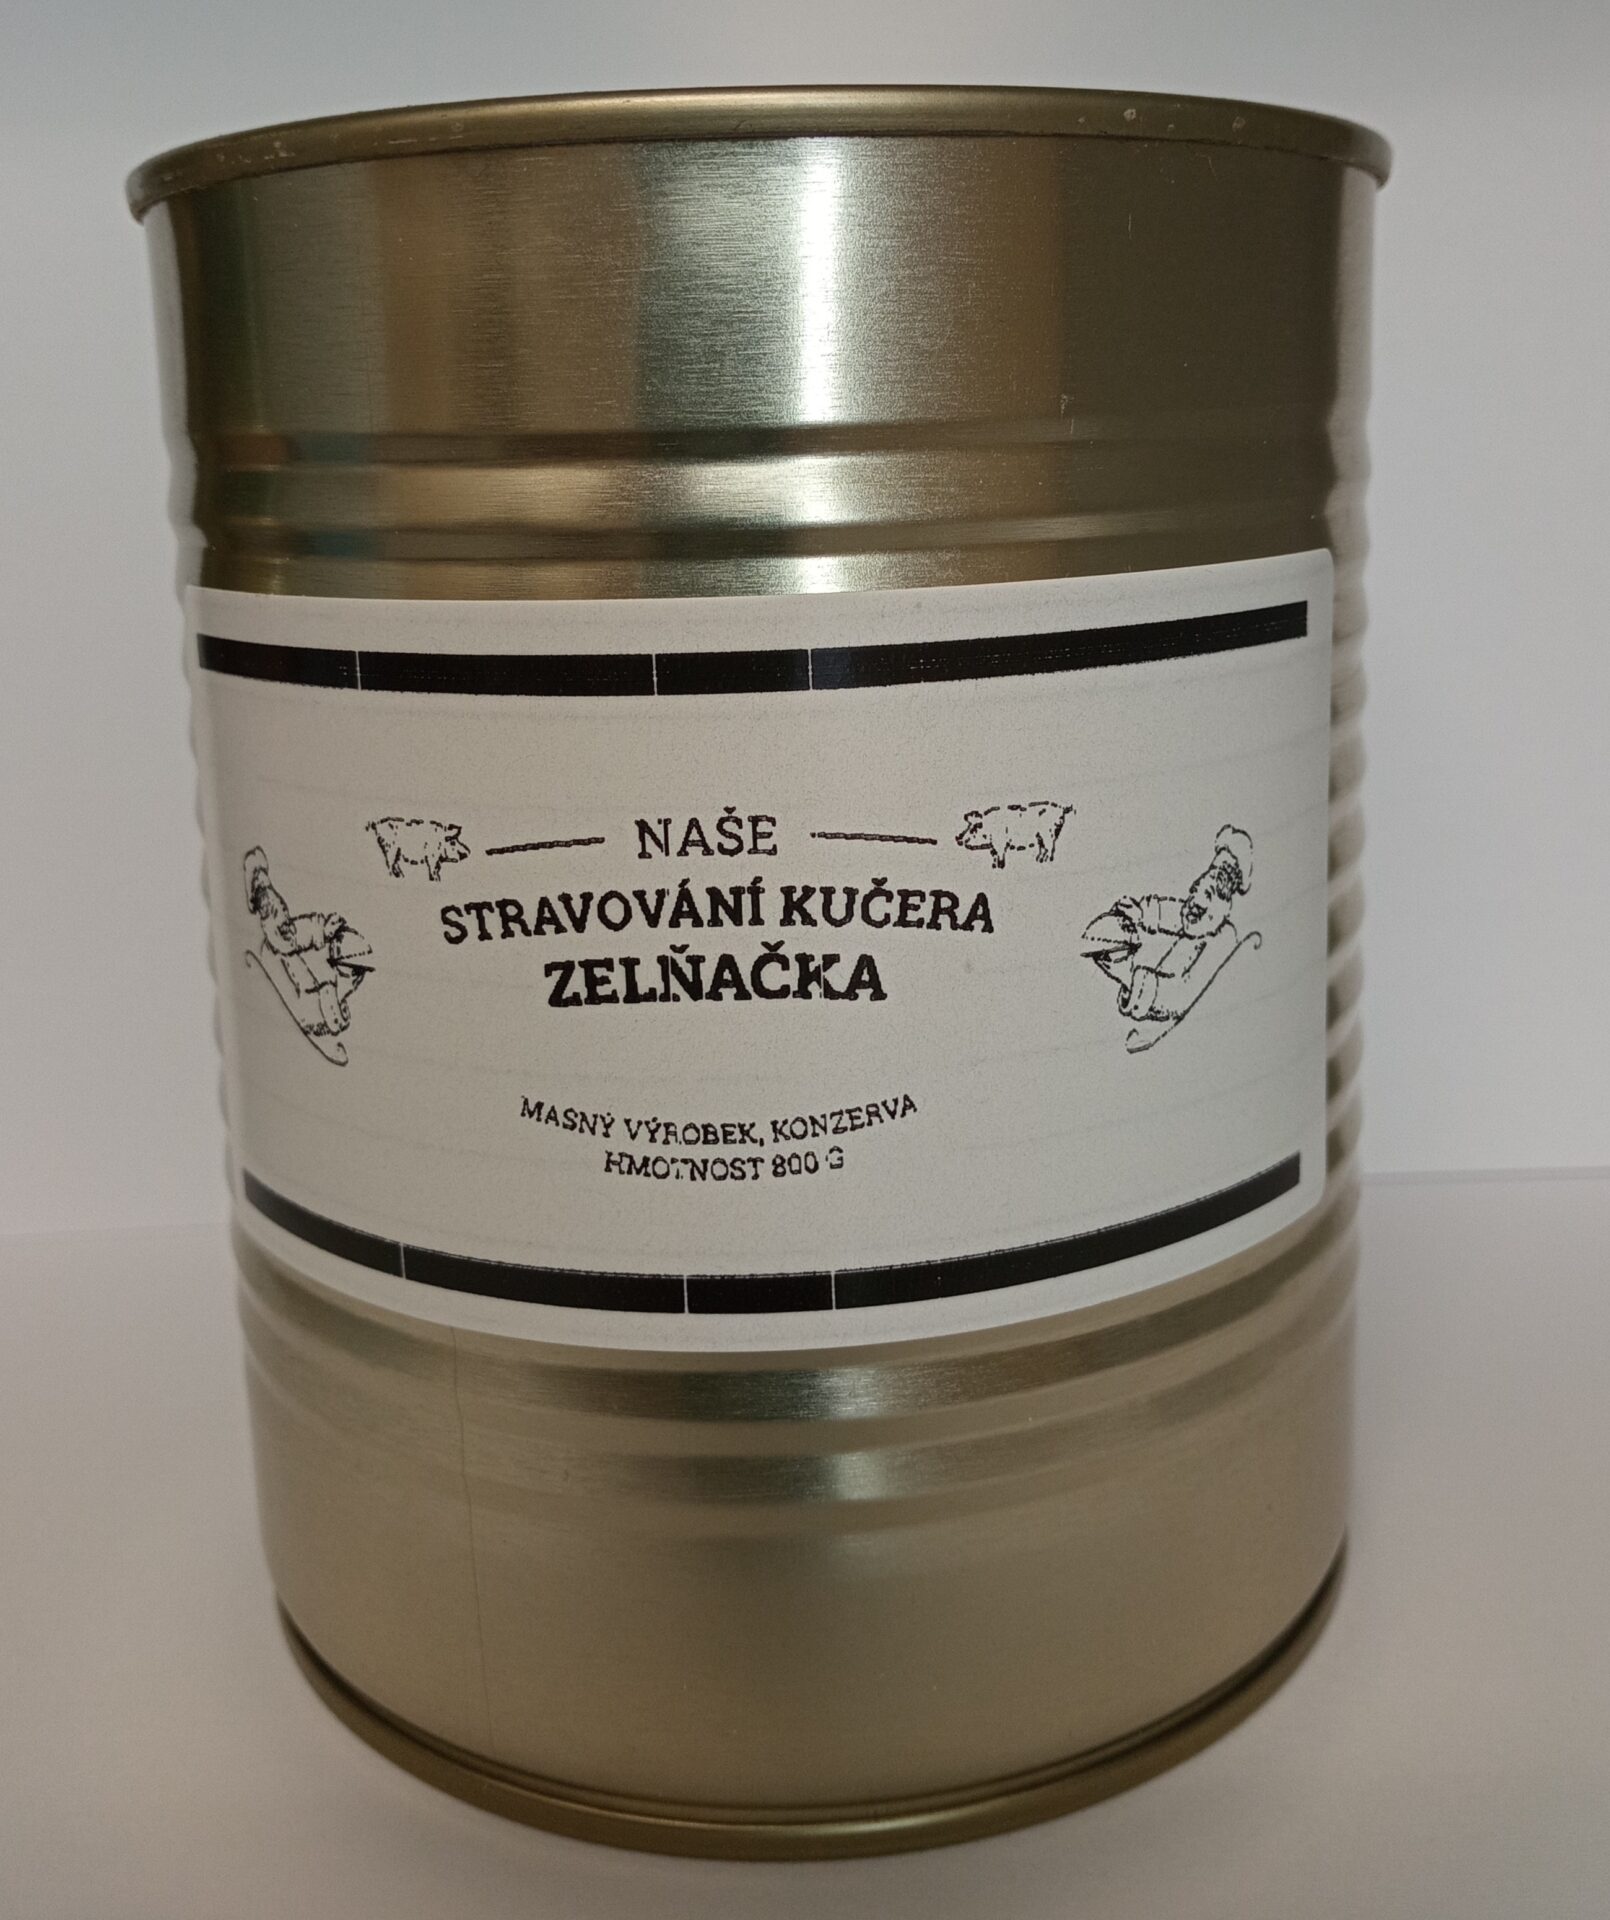 NAŠE
STRAVOVÁNÍ KUČERA
ZELŇAČKA
MASNÝ VÝROBEK, KONZERVA
HMOTNOST 800 G